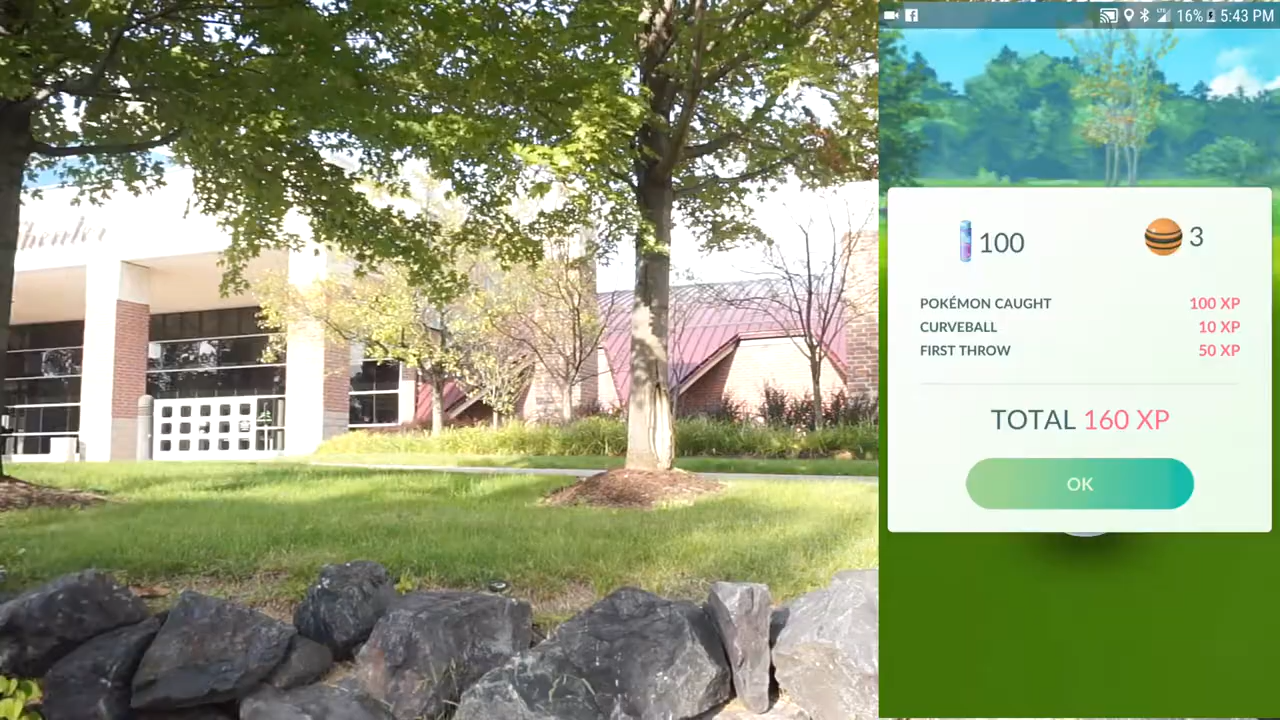 16% 5:43 PM
100 3
POKÉMON CAUGHT 100 XP
CURVEBALL 10 XP
FIRST THROW 50 XP
TOTAL 160 XP
OK